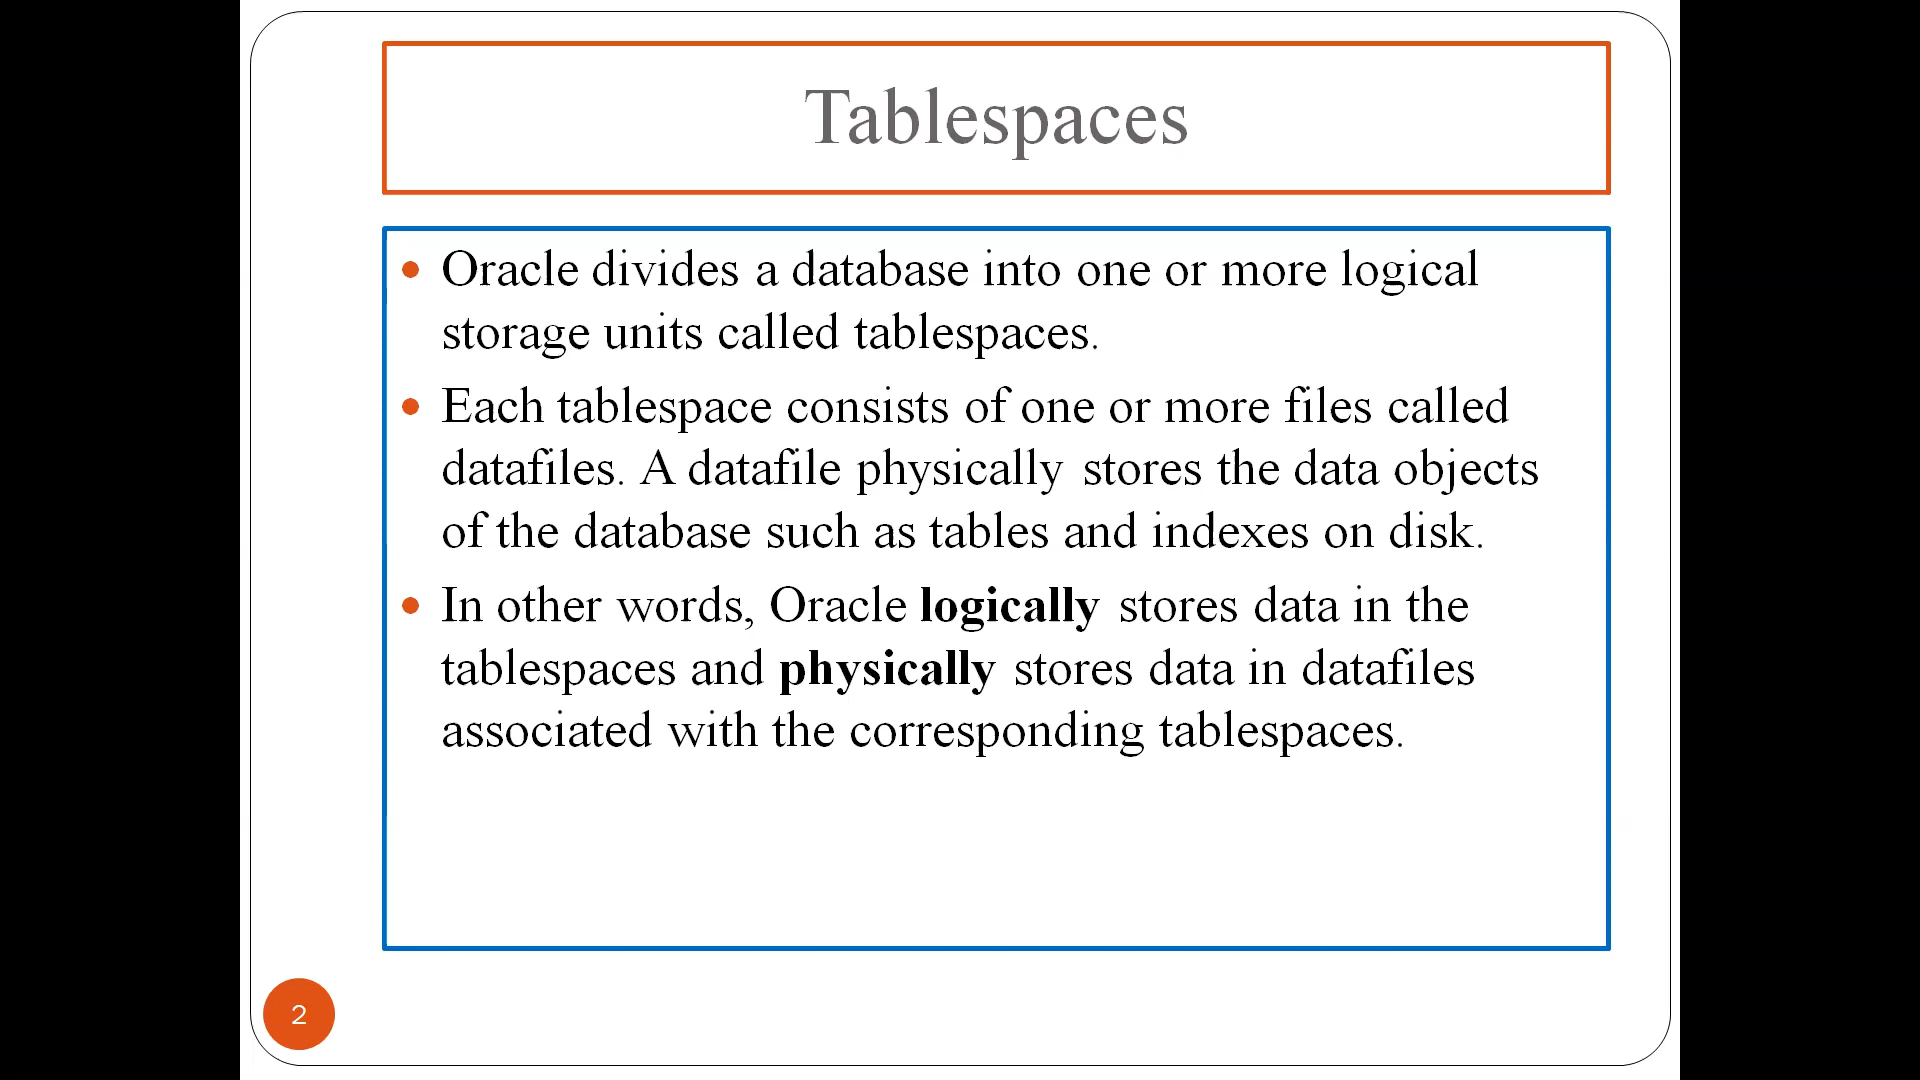 Tablespaces
• Oracle divides a database into one or more logical
storage units called tablespaces.
• Each tablespace consists of one or more files called
datafiles. A datafile physically stores the data objects
of the database such as tables and indexes on disk.
• In other words, Oracle logically stores data in the
tablespaces and physically stores data in datafiles
associated with the corresponding tablespaces.
2